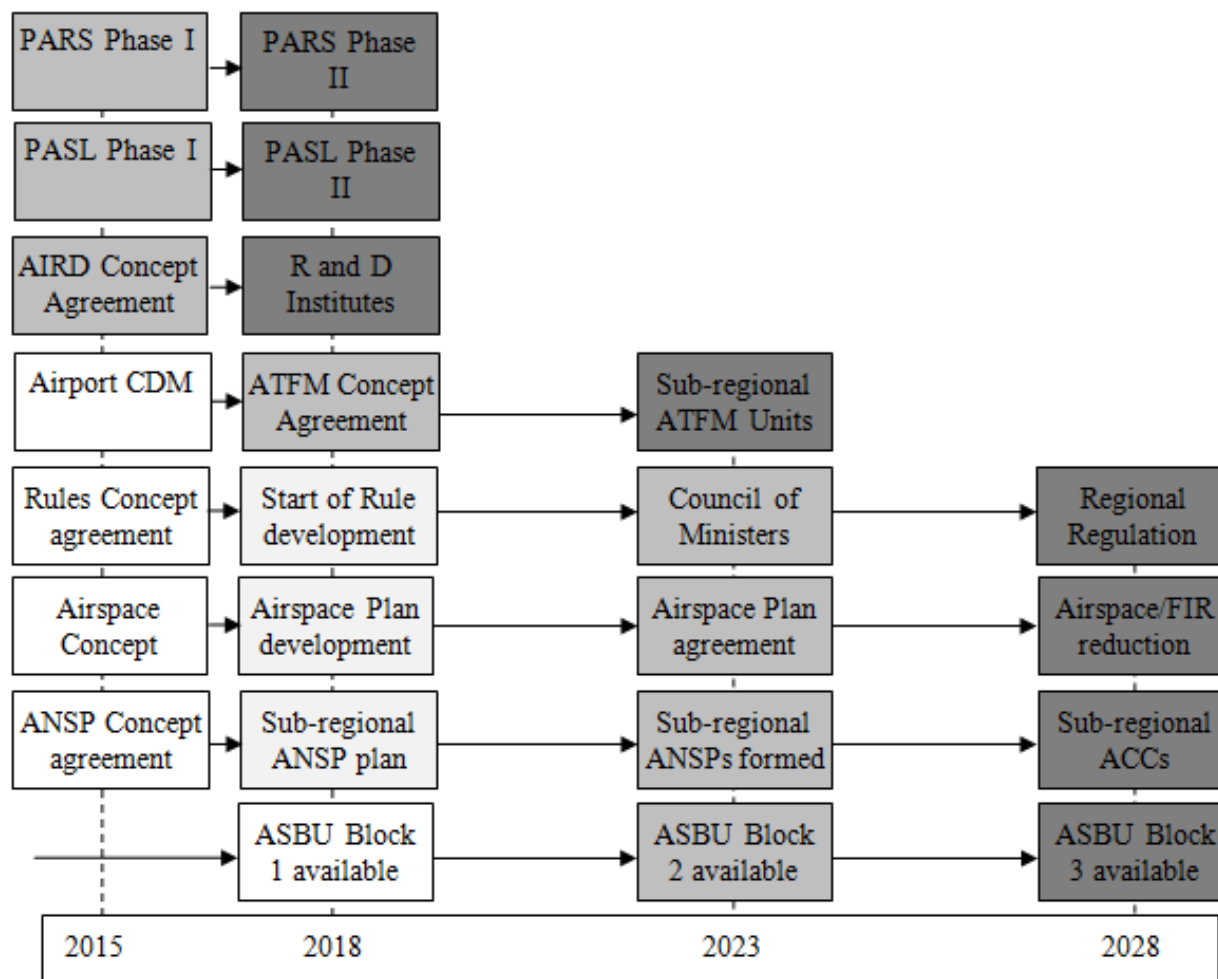 PARS Phase I
PARS Phase
II
PASL Phase I
PASL Phase
II
AIRD Concept
Agreement
R and D
Institutes
Airport CDM
ATFM Concept
Agreement
Sub-regional
ATFM Units
Rules Concept
agreement
Start of Rule
development
Council of
Ministers
Regional
Regulation
Airspace
Concept
Airspace Plan
development
Airspace Plan
agreement
Airspace/FIR
reduction
ANSP Concept
agreement
Sub-regional
ANSP plan
Sub-regional
ANSPs formed
Sub-regional
ACCs
ASBU Block
1 available
ASBU Block
2 available
ASBU Block
3 available
2015
2018
2023
2028